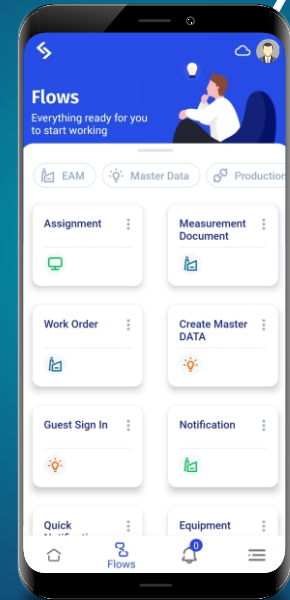 Flows
Everything ready for you
to start working
EAM
Master Data
Production
Assignment
Measurement
Document
Work Order
Create Master
DATA
Guest Sign In
Notification
Quick
Equipment
0
Flows